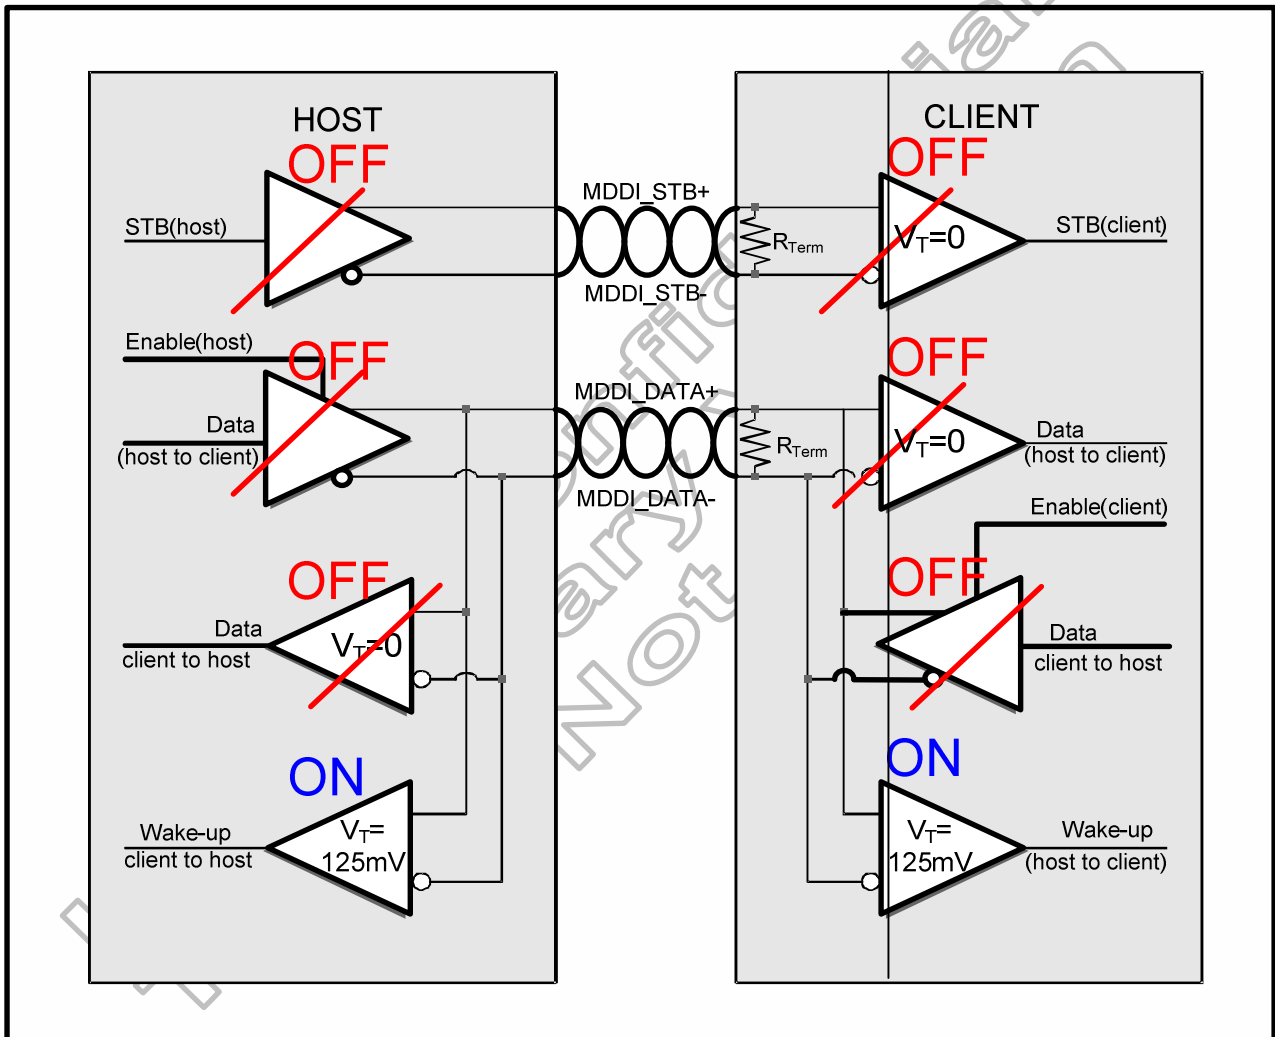 HOST
CLIENT
OFF
OFF
STB(host)
MDDI_STB+
RTerm
MDDI_STB-
VT=0
STB(client)
Enable(host)
OFF
OFF
Data
(host to client)
MDDI_DATA+
RTerm
MDDI_DATA-
VT=0
Data
(host to client)
Enable(client)
OFF
OFF
Data
client to host
VT=0
Data
client to host
ON
ON
Wake-up
client to host
VT=
125mV
VT=
125mV
Wake-up
(host to client)
Not